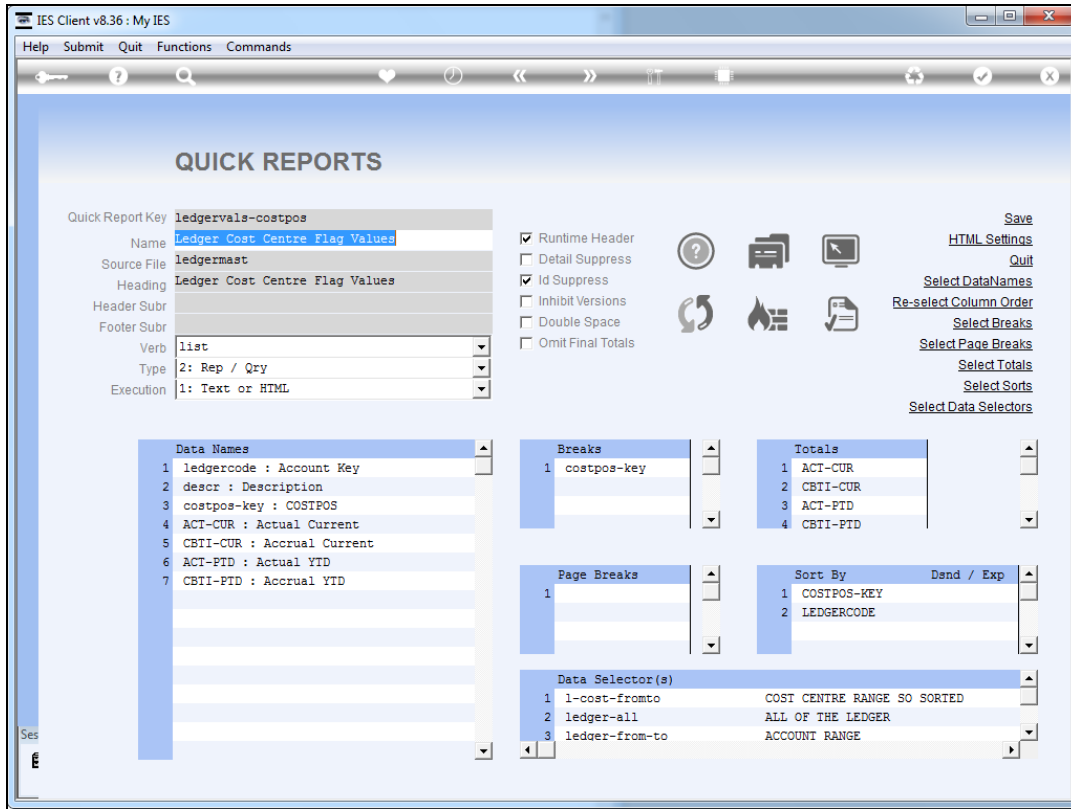 IES Client v8.36 : My IES
Help Submit Quit Functions Commands
QUICK REPORTS
Quick Report Key ledgervals-costpos
Name Ledger Cost Centre Flag Values
Source File ledgermast
Heading Ledger Cost Centre Flag Values
Header Subr
Footer Subr
Verb list
Type 2: Rep / Qry
Execution 1: Text or HTML
Runtime Header
Detail Suppress
Id Suppress
Inhibit Versions
Double Space
Omit Final Totals
Save
HTML Settings
Quit
Select DataNames
Re-select Column Order
Select Breaks
Select Page Breaks
Select Totals
Select Sorts
Select Data Selectors
Data Names
1 ledgercode : Account Key
2 descr : Description
3 costpos-key : COSTPOS
4 ACT-CUR : Actual Current
5 CBTI-CUR : Accrual Current
6 ACT-PTD : Actual YTD
7 CBTI-PTD : Accrual YTD
Breaks
1 costpos-key
Totals
1 ACT-CUR
2 CBTI-CUR
3 ACT-PTD
4 CBTI-PTD
Page Breaks
1
Sort By Dsnd / Exp
1 COSTPOS-KEY
2 LEDGERCODE
Data Selector(s)
1 l-cost-fromto COST CENTRE RANGE SO SORTED
2 ledger-all ALL OF THE LEDGER
3 ledger-from-to ACCOUNT RANGE
Ses